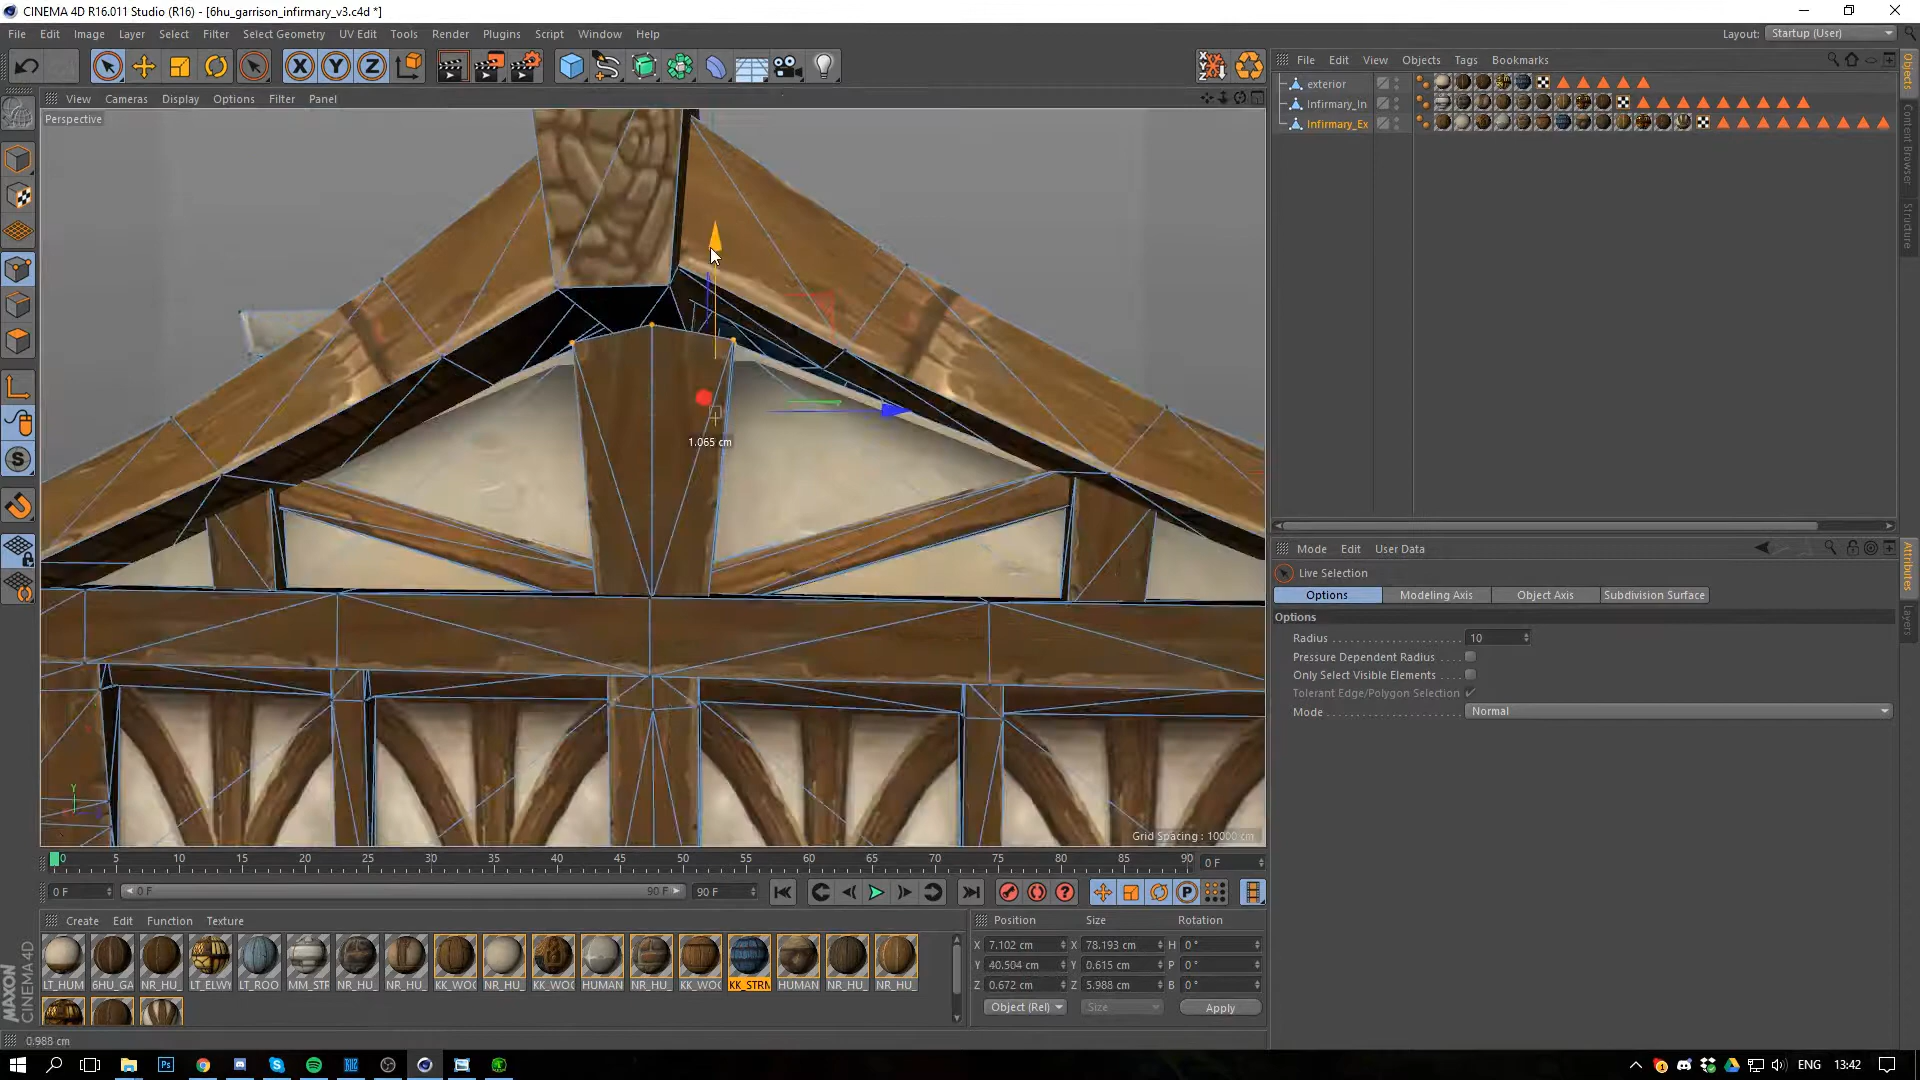 CINEMA 4D R16.011 Studio (R16) - [6hu_garrison_infirmary_v3.c4d *]
File Edit Image Layer Select Filter Select Geometry UV Edit Tools Render Plugins Script Window Help
Layout: Startup (User)
View Cameras Display Options Filter Panel
Perspective
1.065 cm
Grid Spacing : 10000 cm
File Edit View Objects Tags Bookmarks
exterior
Infirmary_In
Infirmary_Ex
Objects
Content Browser
Structure
Mode Edit User Data
Live Selection
Options Modeling Axis Object Axis Subdivision Surface
Options
Radius 10
Pressure Dependent Radius
Only Select Visible Elements
Tolerant Edge/Polygon Selection
Mode Normal
Attributes
Layers
0 5 10 15 20 25 30 35 40 45 50 55 60 65 70 75 80 85 90 0 F
0 F 0 F 90 F 90 F
Create Edit Function Texture
LT_HUM 6HU_GA NR_HU_ LT_ELWY LT_ROO MM_STR NR_HU_ NR_HU_ KK_WOO NR_HU_ KK_WOO HUMAN NR_HU_ KK_WOO KK_STRM HUMAN NR_HU_ NR_HU_
Position Size Rotation
X 7.102 cm X 78.193 cm H 0 °
Y 40.504 cm Y 0.615 cm P 0 °
Z 0.672 cm Z 5.988 cm B 0 °
Object (Rel) Size Apply
MAXON
CINEMA 4D
0.988 cm
ENG 13:42